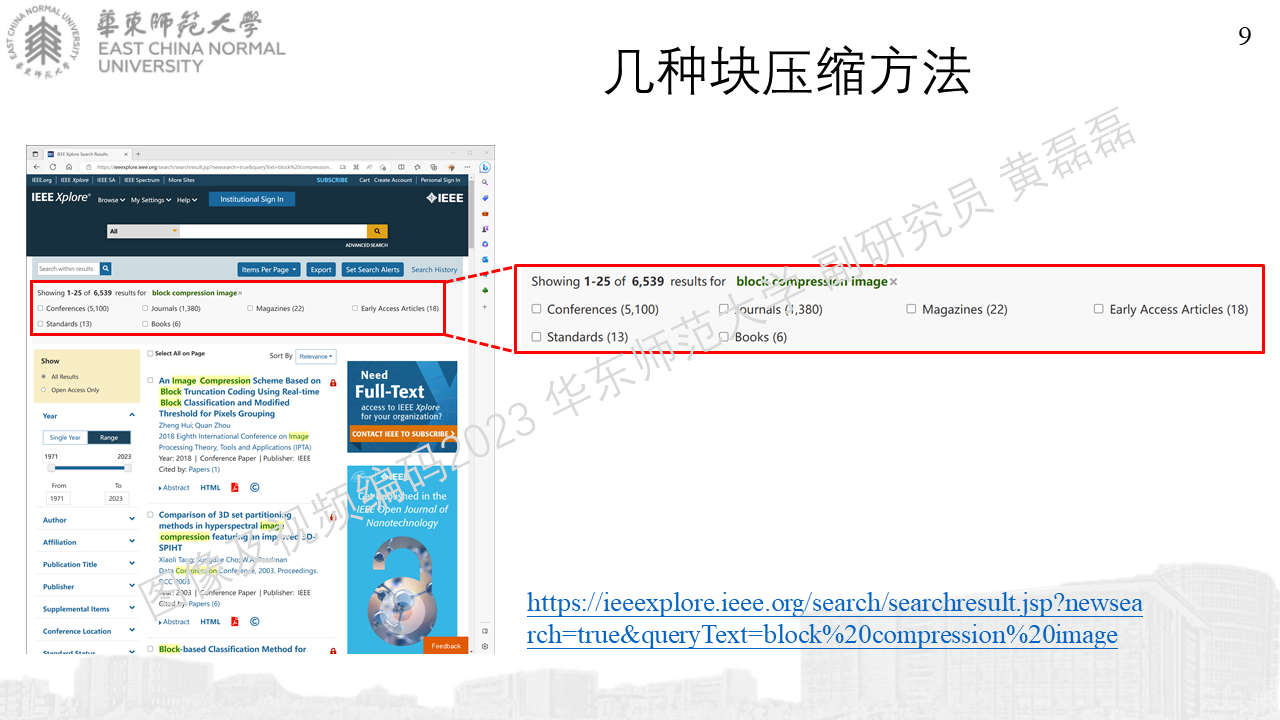 華東師範大學
EAST CHINA NORMAL
UNIVERSITY
9
几种块压缩方法
IEEE Xplore Search Results
https://ieeexplore.ieee.org/search/searchresult.jsp?newsearch=true&queryText=block%20compression...
IEEE.org | IEEE Xplore | IEEE SA | IEEE Spectrum | More Sites
SUBSCRIBE
Cart Create Account | Personal Sign In
IEEE Xplore®
Browse My Settings Help
Institutional Sign In
IEEE
All
ADVANCED SEARCH
Search within results
Items Per Page
Export
Set Search Alerts
Search History
Showing 1-25 of 6,539 results for block compression image×
Conferences (5,100) Journals (1,380) Magazines (22) Early Access Articles (18)
Standards (13) Books (6)
Showing 1-25 of 6,539 results for block compression image×
Conferences (5,100) Journals (1,380) Magazines (22) Early Access Articles (18)
Standards (13) Books (6)
Show
All Results
Open Access Only
Year
Single Year Range
1971 2023
From To
1971 2023
Author
Affiliation
Publication Title
Publisher
Supplemental Items
Conference Location
Standard Status
Select All on Page
Sort By Relevance
An Image Compression Scheme Based on
Block Truncation Coding Using Real-time
Block Classification and Modified
Threshold for Pixels Grouping
Zheng Hui; Quan Zhou
2018 Eighth International Conference on Image
Processing Theory, Tools and Applications (IPTA)
Year: 2018 | Conference Paper | Publisher: IEEE
Cited by: Papers (1)
Abstract HTML
Comparison of 3D set partitioning
methods in hyperspectral image
compression featuring an improved 3D-
SPIHT
Xiaoli Tang; Sungdae Cho; W.A. Pearlman
Data Compression Conference, 2003. Proceedings.
DCC 2003
Year: 2003 | Conference Paper | Publisher: IEEE
Cited by: Papers (6)
Abstract HTML
Block-based Classification Method for
Need
Full-Text
access to IEEE Xplore
for your organization?
CONTACT IEEE TO SUBSCRIBE >
IEEE
Get Published in the
IEEE Open Journal of
Nanotechnology
Feedback
https://ieeexplore.ieee.org/search/searchresult.jsp?newsea
rch=true&queryText=block%20compression%20image
图像及视频编码2023 华东师范大学 副研究员 黄磊磊